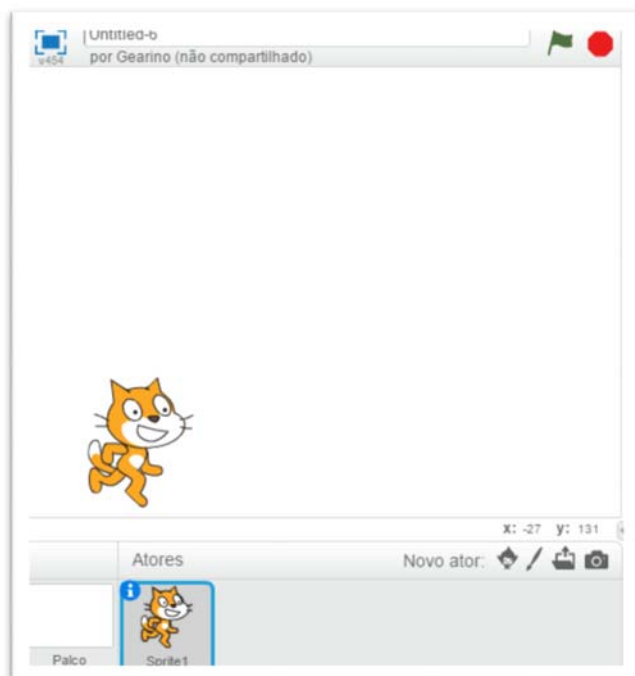 Untitled-6
v454
por Gearino (não compartilhado)
x: -27 y: 131
Atores
Novo ator:
Palco
Sprite1